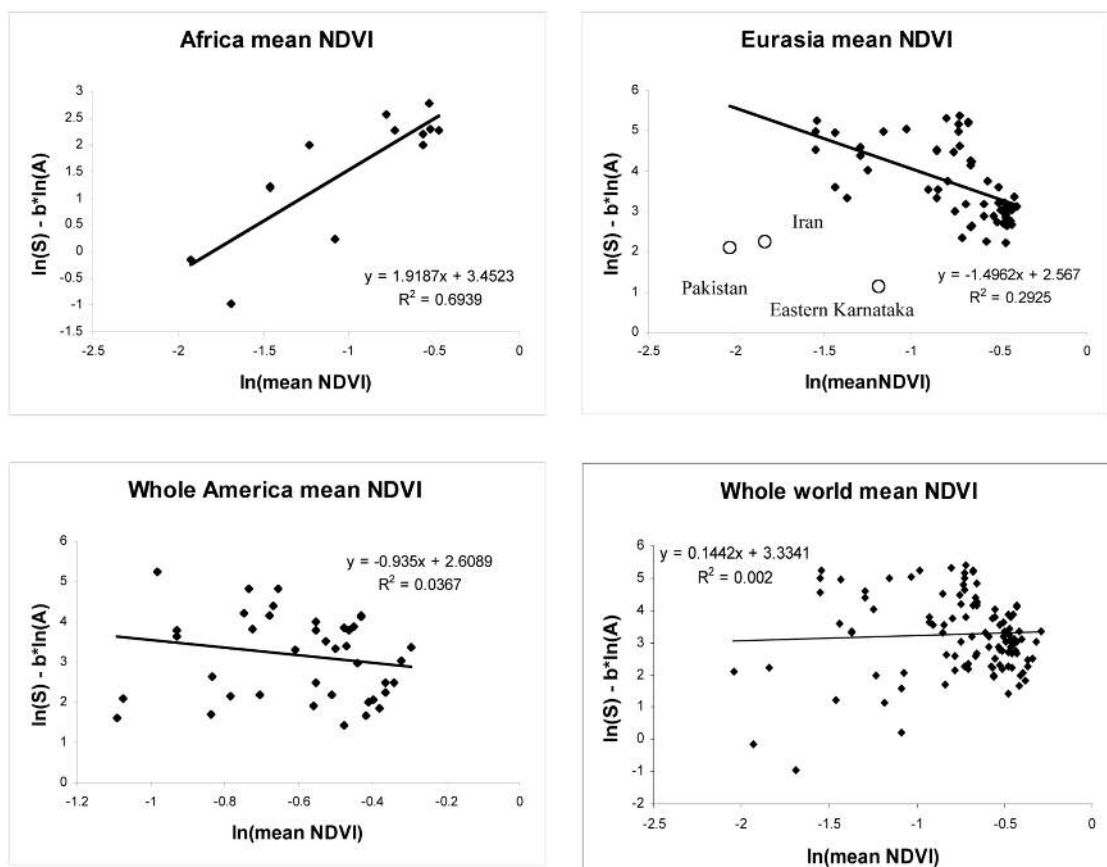 Africa mean NDVI
ln(S) - b*ln(A)
3
2.5
2
1.5
1
0.5
0
-0.5
-1
-1.5
y = 1.9187x + 3.4523
R² = 0.6939
-2.5
-2
-1.5
-1
-0.5
0
ln(mean NDVI)
Eurasia mean NDVI
ln(S) - b*ln(A)
6
5
4
3
2
1
0
Iran
Pakistan
Eastern Karnataka
y = -1.4962x + 2.567
R² = 0.2925
-2.5
-2
-1.5
-1
-0.5
0
ln(meanNDVI)
Whole America mean NDVI
ln(S) - b*ln(A)
6
5
4
3
2
1
0
y = -0.935x + 2.6089
R² = 0.0367
-1.2
-1
-0.8
-0.6
-0.4
-0.2
0
ln(mean NDVI)
Whole world mean NDVI
ln(S) - b*ln(A)
6
5
4
3
2
1
0
-1
-2
y = 0.1442x + 3.3341
R² = 0.002
-2.5
-2
-1.5
-1
-0.5
0
ln(mean NDVI)